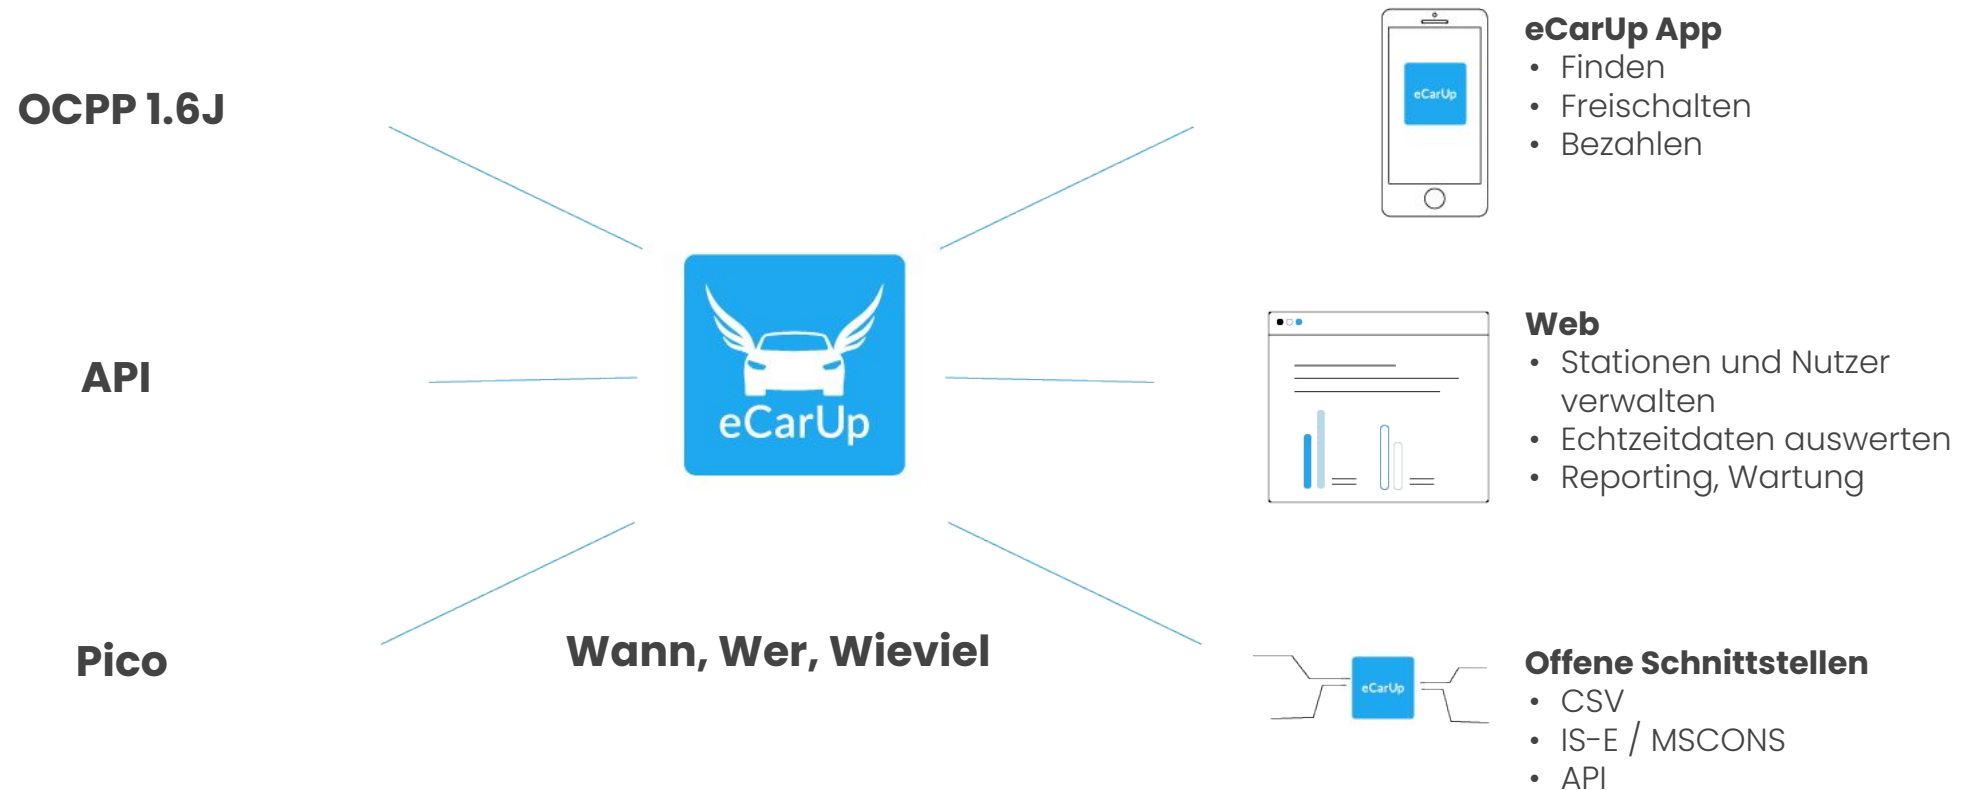 OCPP 1.6J
API
Pico
eCarUp
Wann, Wer, Wieviel
eCarUp
eCarUp App
• Finden
• Freischalten
• Bezahlen
Web
• Stationen und Nutzer
verwalten
• Echtzeitdaten auswerten
• Reporting, Wartung
eCarUp
Offene Schnittstellen
• CSV
• IS-E / MSCONS
• API